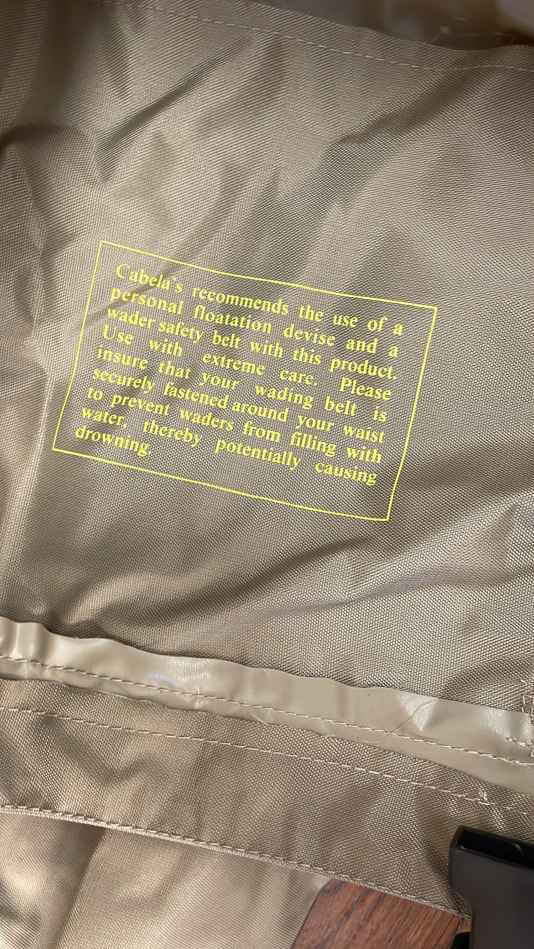 Cabela's recommends the use of a
personal floatation devise and a
wader safety belt with this product.
Use with extreme care. Please
insure that your wading belt is
securely fastened around your waist
to prevent waders from filling with
water, thereby potentially causing
drowning.